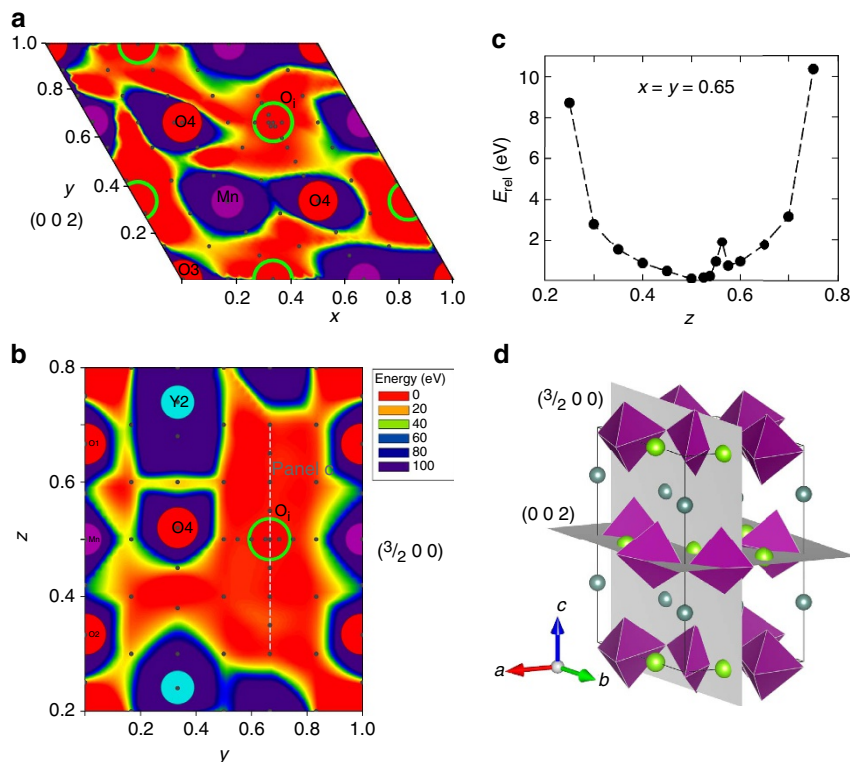 a
1.0
0.8
0.6
0.4
0.2
y
(0 0 2)
O4
Oi
Mn
O4
O3
0.2
0.4
0.6
0.8
1.0
x
b
0.8
0.6
0.4
0.2
z
Y2
O1
Panel c
O4
Oi
Mn
O2
0.2
0.4
0.6
0.8
1.0
y
Energy (eV)
0
20
40
60
80
100
(3/2 0 0)
c
10
8
6
4
2
Erel (eV)
x = y = 0.65
0.2
0.4
0.6
0.8
z
d
(3/2 0 0)
(0 0 2)
c
a
b